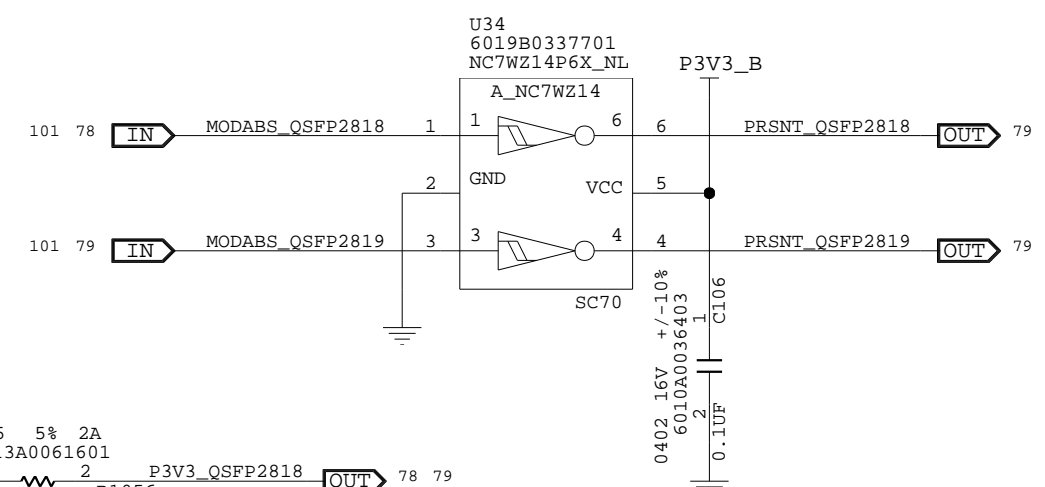 U34
6019B0337701
NC7WZ14P6X_NL
P3V3_B
A_NC7WZ14
101 78 IN MODABS_QSFP2818 1 1 6 6 PRSNT_QSFP2818 OUT 79
2 GND VCC 5
101 79 IN MODABS_QSFP2819 3 3 4 4 PRSNT_QSFP2819 OUT 79
SC70
0402 16V +/-10%
6010A0036403
1 2
C106
0.1UF
5% 2A
3A0061601
2 P3V3_QSFP2818 OUT 78 79